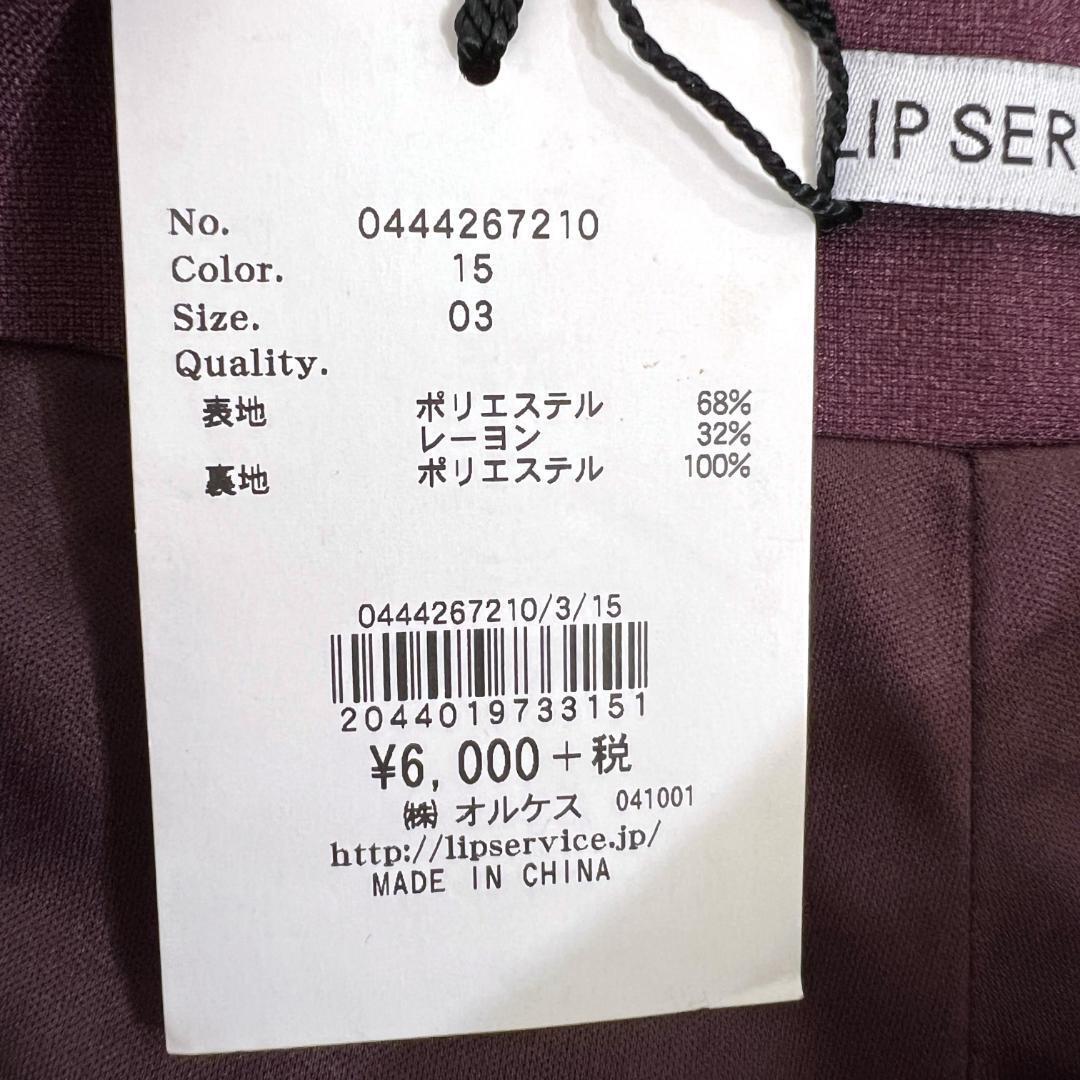 LIP SER
No. 0444267210
Color. 15
Size. 03
Quality.
表地 ポリエステル 68%
レーヨン 32%
裏地 ポリエステル 100%
0444267210/3/15
2044019733151
¥6,000+税
㈱ オルケス 041001
http://lipservice.jp/
MADE IN CHINA